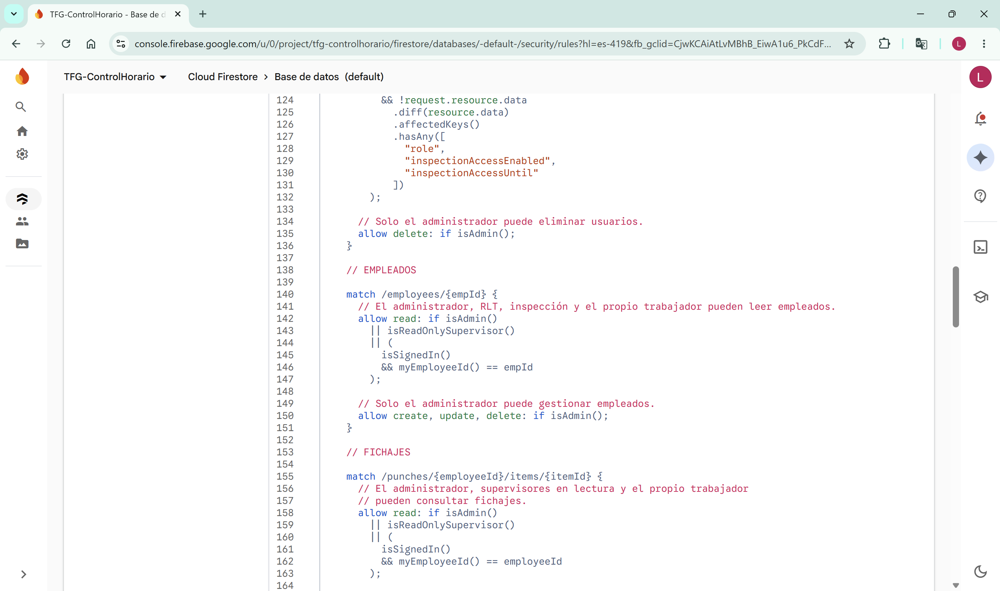 TFG-ControlHorario - Base de d
console.firebase.google.com/u/0/project/tfg-controlhorario/firestore/databases/-default-/security/rules?hl=es-419&fb_gclid=CjwKCAiAtLvMBhB_EiwA1u6_PkCdF...
L
TFG-ControlHorario
Cloud Firestore > Base de datos (default)
L
124 && !request.resource.data
125 .diff(resource.data)
126 .affectedKeys()
127 .hasAny([
128 "role",
129 "inspectionAccessEnabled",
130 "inspectionAccessUntil"
131 ])
132 );
133
134 // Solo el administrador puede eliminar usuarios.
135 allow delete: if isAdmin();
136 }
137
138 // EMPLEADOS
139
140 match /employees/{empId} {
141 // El administrador, RLT, inspección y el propio trabajador pueden leer empleados.
142 allow read: if isAdmin()
143 || isReadOnlySupervisor()
144 || (
145 isSignedIn()
146 && myEmployeeId() == empId
147 );
148
149 // Solo el administrador puede gestionar empleados.
150 allow create, update, delete: if isAdmin();
151 }
152
153 // FICHAJES
154
155 match /punches/{employeeId}/items/{itemId} {
156 // El administrador, supervisores en lectura y el propio trabajador
157 // pueden consultar fichajes.
158 allow read: if isAdmin()
159 || isReadOnlySupervisor()
160 || (
161 isSignedIn()
162 && myEmployeeId() == employeeId
163 );
164